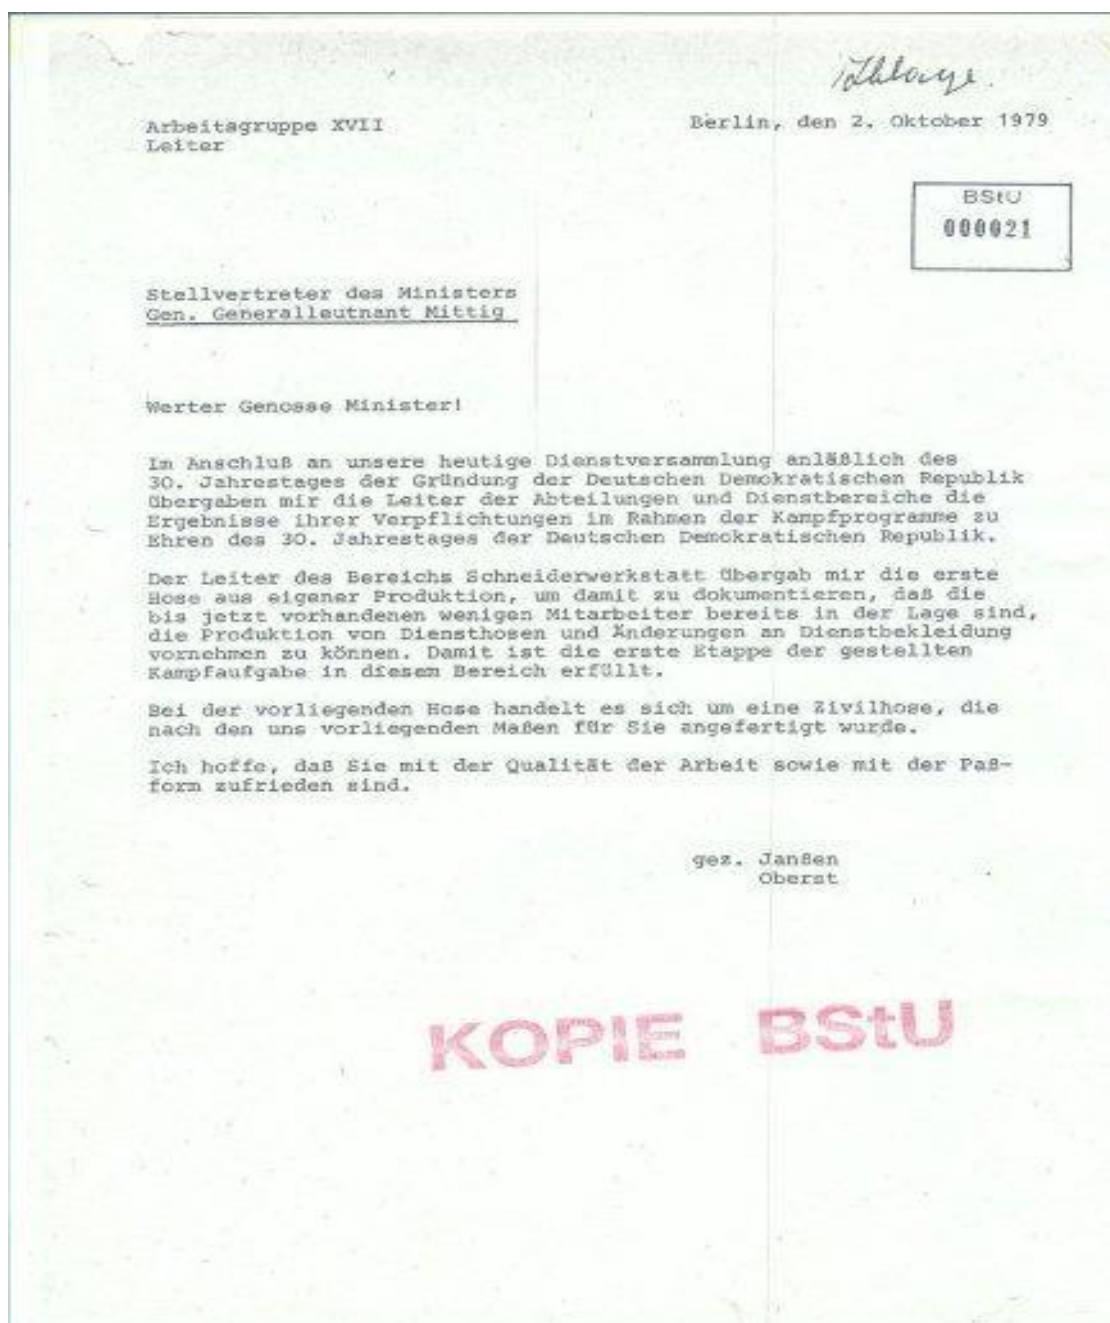 Arbeitsgruppe XVII
Leiter
Berlin, den 2. Oktober 1979
BStU
000021
Stellvertreter des Ministers
Gen. Generalleutnant Mittig
Werter Genosse Minister!
Im Anschluß an unsere heutige Dienstversammlung anläßlich des
30. Jahrestages der Gründung der Deutschen Demokratischen Republik
übergaben mir die Leiter der Abteilungen und Dienstbereiche die
Ergebnisse ihrer Verpflichtungen im Rahmen der Kampfprogramme zu
Ehren des 30. Jahrestages der Deutschen Demokratischen Republik.
Der Leiter des Bereichs Schneiderwerkstatt übergab mir die erste
Hose aus eigener Produktion, um damit zu dokumentieren, daß die
bis jetzt vorhandenen wenigen Mitarbeiter bereits in der Lage sind,
die Produktion von Diensthosen und Änderungen an Dienstbekleidung
vornehmen zu können. Damit ist die erste Etappe der gestellten
Kampfaufgabe in diesem Bereich erfüllt.
Bei der vorliegenden Hose handelt es sich um eine Zivilhose, die
nach den uns vorliegenden Maßen für Sie angefertigt wurde.
Ich hoffe, daß Sie mit der Qualität der Arbeit sowie mit der Paß-
form zufrieden sind.
gez. Janßen
Oberst
KOPIE BStU